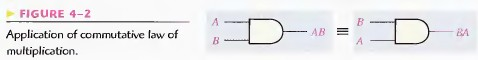 FIGURE 4–2
Application of commutative law of
multiplication.
A
B
AB
≡
B
A
BA